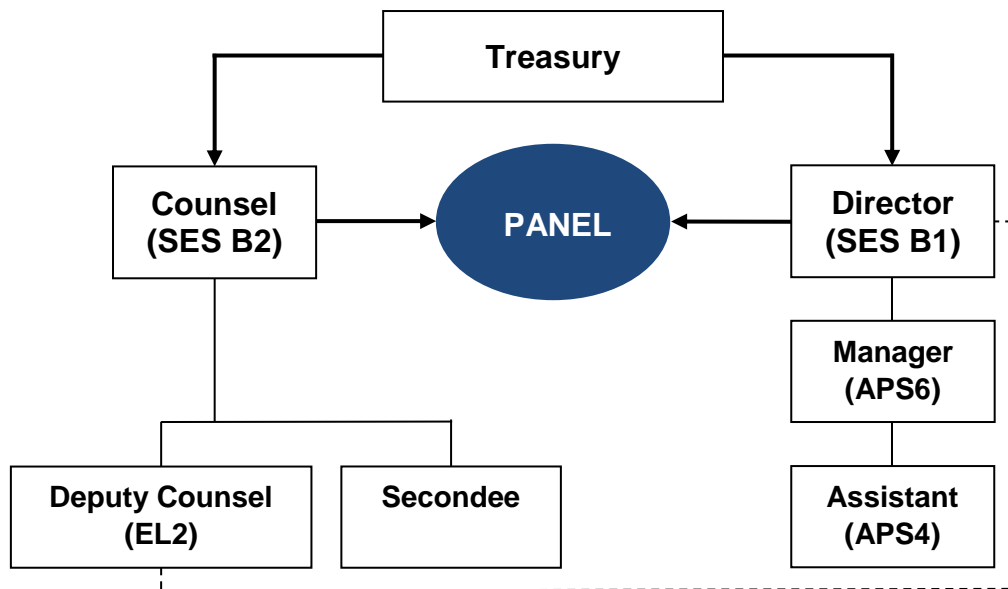 Treasury
Counsel
(SES B2)
PANEL
Director
(SES B1)
Manager
(APS6)
Deputy Counsel
(EL2)
Secondee
Assistant
(APS4)